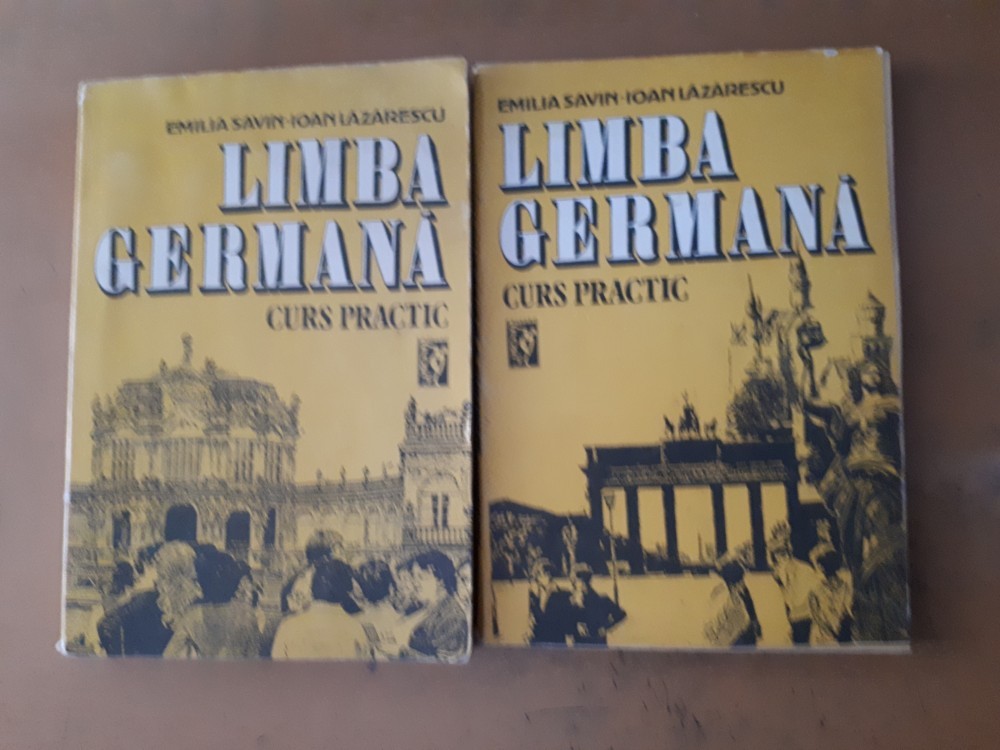 EMILIA SAVIN·IOAN LĂZĂRESCU
LIMBA
GERMANĂ
CURS PRACTIC
EMILIA SAVIN·IOAN LĂZĂRESCU
LIMBA
GERMANĂ
CURS PRACTIC